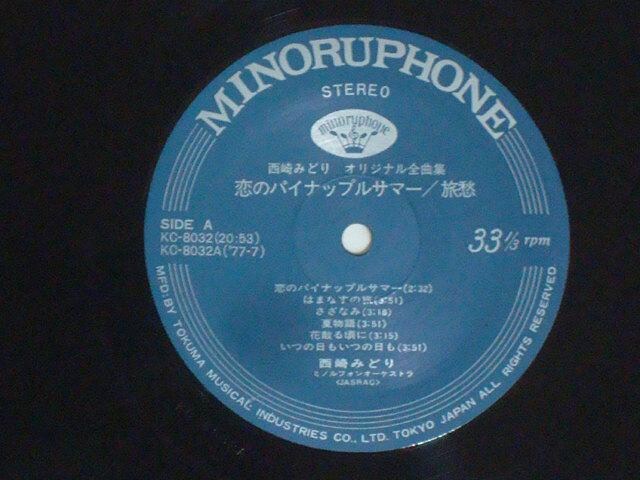 MINORUPHONE
STEREO
minoruphone
西崎みどり オリジナル全曲集
恋のパイナップルサマー/旅愁
SIDE A
KC-8032(20:53)
KC-8032A('77-7)
33 1/3 rpm
恋のパイナップルサマー(2:32)
はまなすの(3:51)
さざなみ(3:18)
夏物語(3:51)
花散る頃に(3:15)
いつの日もいつの日も(3:51)
西崎みどり
ミノルフォンオーケストラ
<JASRAC>
MFD. BY TOKUMA MUSICAL INDUSTRIES CO., LTD. TOKYO JAPAN ALL RIGHTS RESERVED